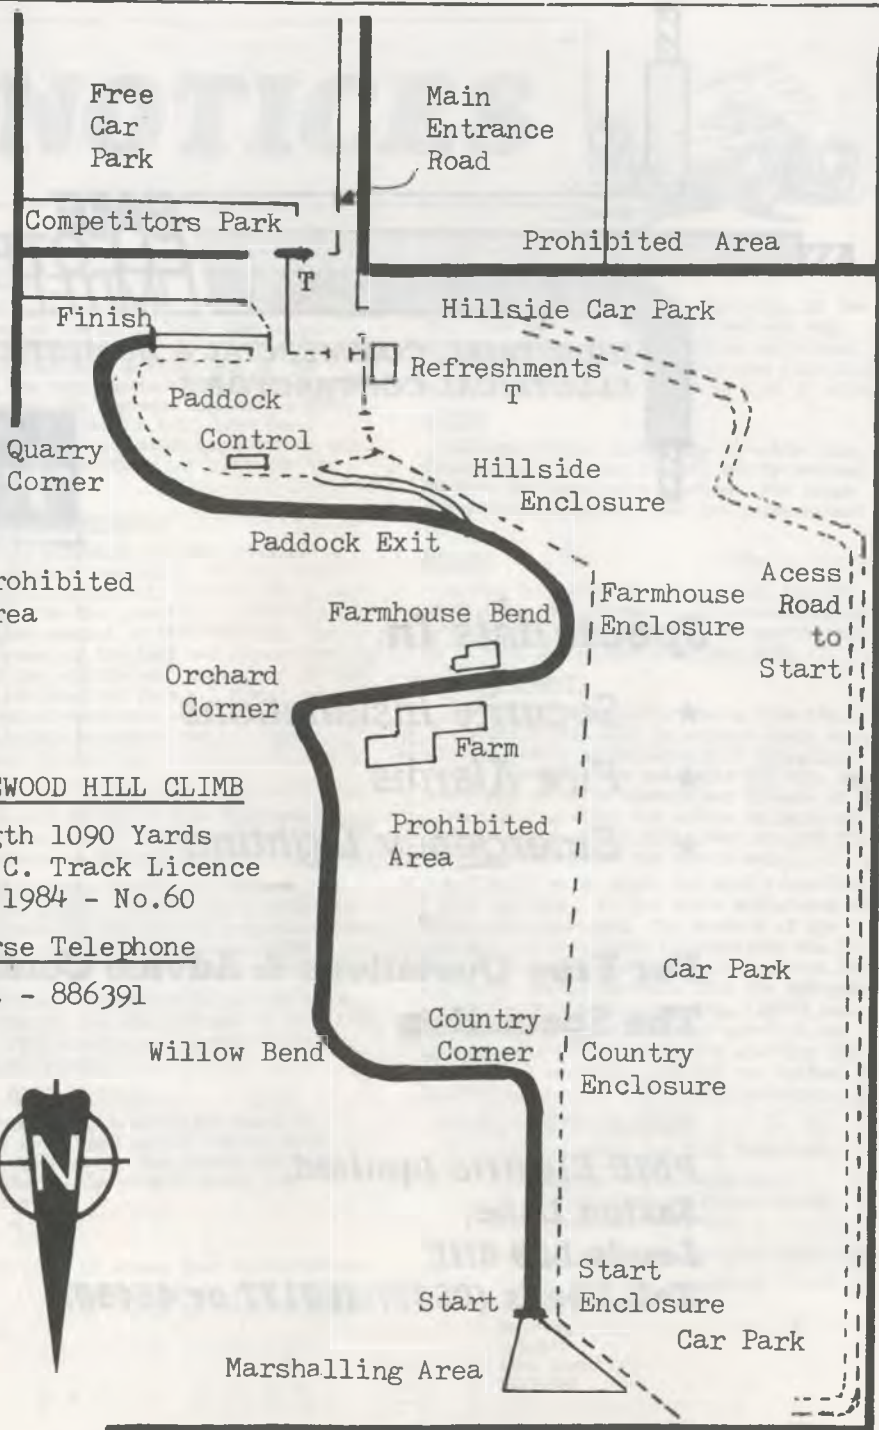 Free
Car
Park
Main
Entrance
Road
Competitors Park
Prohibited Area
T
Hillside Car Park
Finish
Refreshments
T
Paddock
Control
Quarry
Corner
Hillside
Enclosure
Paddock Exit
rohibited
rea
Farmhouse Bend
Farmhouse
Enclosure
Acess
Road
to
Start
Orchard
Corner
Farm
WOOD HILL CLIMB
gth 1090 Yards
C. Track Licence
1984 - No.60
rse Telephone
. - 886391
Prohibited
Area
Car Park
Willow Bend
Country
Corner
Country
Enclosure
N
Start
Start
Enclosure
Car Park
Marshalling Area